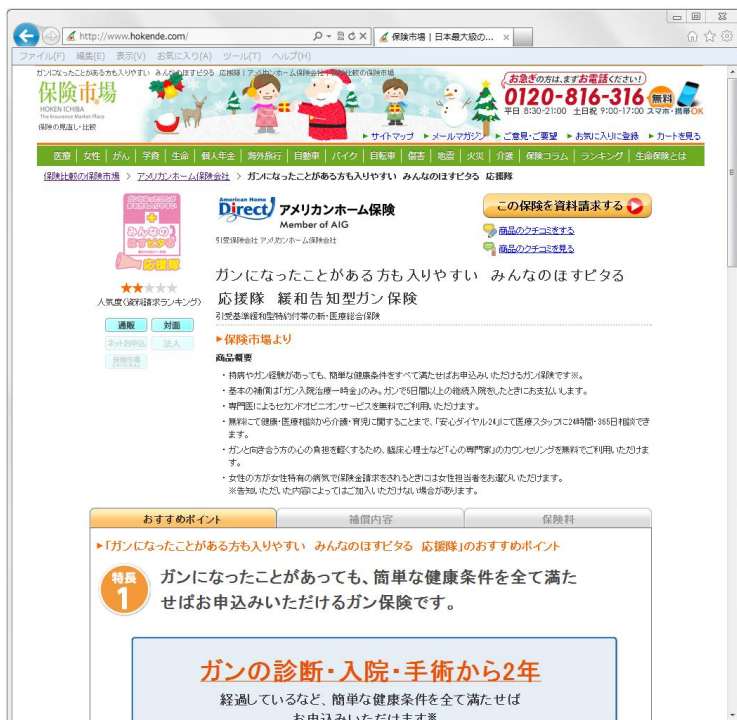 http://www.hokende.com/
保険市場 | 日本最大級の...
ファイル(F) 編集(E) 表示(V) お気に入り(A) ツール(T) ヘルプ(H)
保険市場
HOKEN ICHIBA
The Insurance Market Place
保険の見直し・比較
お急ぎの方は、まずお電話ください!
0120-816-316 無料
平日 8:30-21:00 土日祝 9:00-17:00 スマホ・携帯OK
サイトマップ メールマガジン ご意見・ご要望 お気に入りに登録 カートを見る
医療 | 女性 | がん | 学資 | 生命 | 個人年金 | 海外旅行 | 自動車 | バイク | 自転車 | 傷害 | 地震 | 火災 | 介護 | 保険コラム | ランキング | 生命保険とは
保険比較の保険市場 > アメリカンホーム保険会社 > ガンになったことがある方も入りやすい みんなのほすピタる 応援隊
みんなの
ほすピタる
応援隊
American Home
Direct アメリカンホーム保険
Member of AIG
引受保険会社 アメリカンホーム保険会社
この保険を資料請求する
商品のクチコミをする
商品のクチコミを見る
ガンになったことがある方も入りやすい みんなのほすピタる
応援隊 緩和告知型ガン保険
引受基準緩和型特約付帯の新・医療総合保険
人気度(資料請求ランキング)
通販 対面
ネットお申込 法人
保険市場
ORIGINAL
保険市場より
商品概要
・持病やガン経験があっても、簡単な健康条件をすべて満たせばお申込みいただけるガン保険です※。
・基本の補償は「ガン入院治療一時金」のみ。ガンで5日間以上の継続入院をしたときにお支払いします。
・専門医によるセカンドオピニオンサービスを無料でご利用いただけます。
・無料にて健康・医療相談から介護・育児に関することまで、「安心ダイヤル24」にて医療スタッフに24時間・365日相談でき
ます。
・ガンと向き合う方の心の負担を軽くするため、臨床心理士など「心の専門家」のカウンセリングを無料でご利用いただけま
す。
・女性の方が女性特有の病気で保険金請求をされるときには女性担当者をお選びいただけます。
※告知いただいた内容によってはご加入いただけない場合があります。
おすすめポイント 補償内容 保険料
「ガンになったことがある方も入りやすい みんなのほすピタる 応援隊」のおすすめポイント
特長
1
ガンになったことがあっても、簡単な健康条件を全て満た
せばお申込みいただけるガン保険です。
ガンの診断・入院・手術から2年
経過しているなど、簡単な健康条件を全て満たせば
お申込みいただけます※